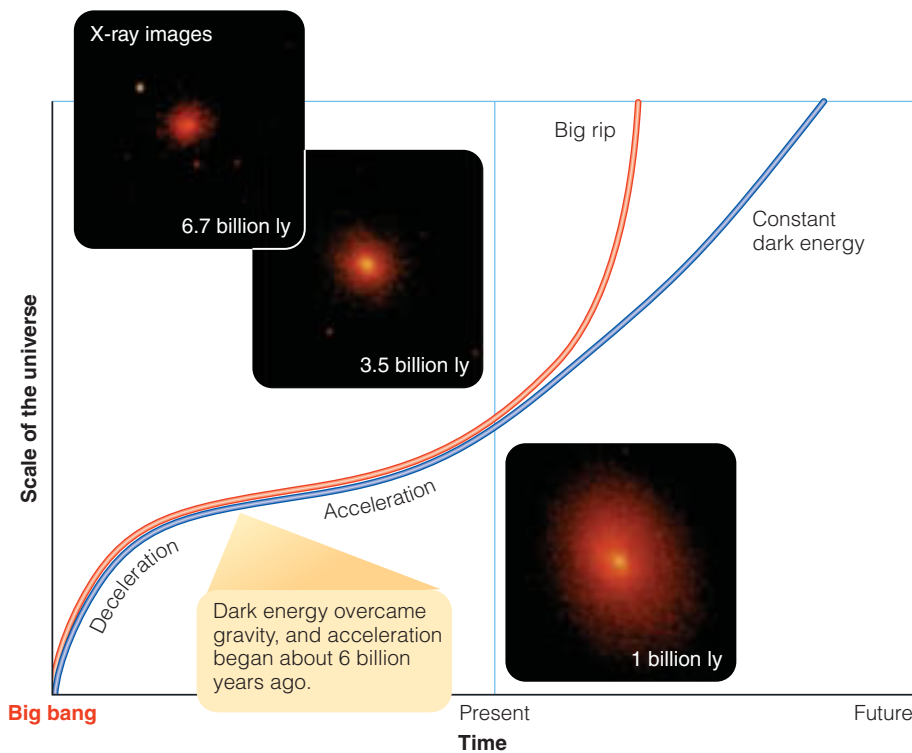 X-ray images
6.7 billion ly
3.5 billion ly
Big rip
Constant
dark energy
Scale of the universe
Acceleration
Deceleration
Dark energy overcame
gravity, and acceleration
began about 6 billion
years ago.
1 billion ly
Big bang
Present
Future
Time